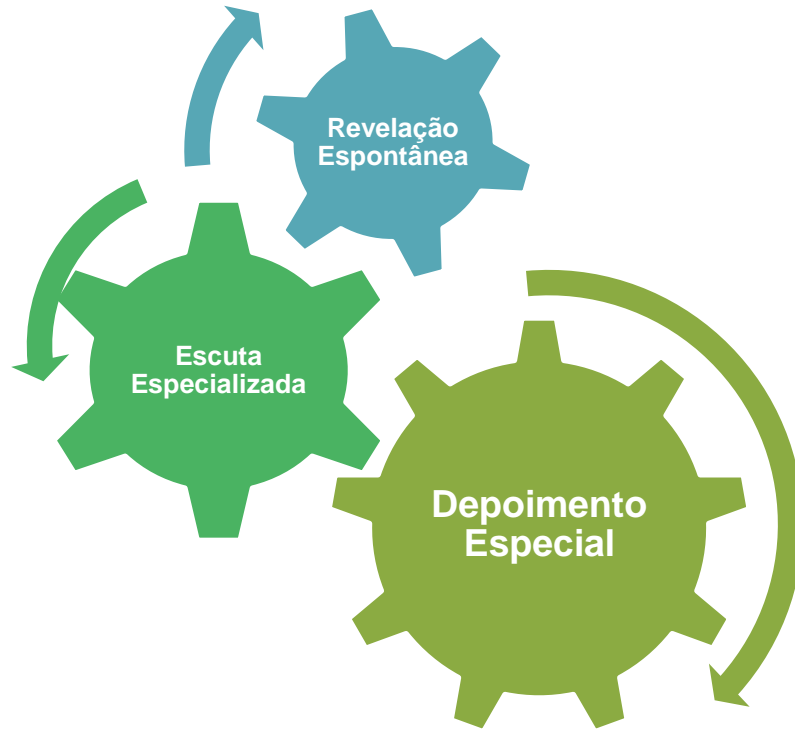 Revelação
Espontânea
Escuta
Especializada
Depoimento
Especial